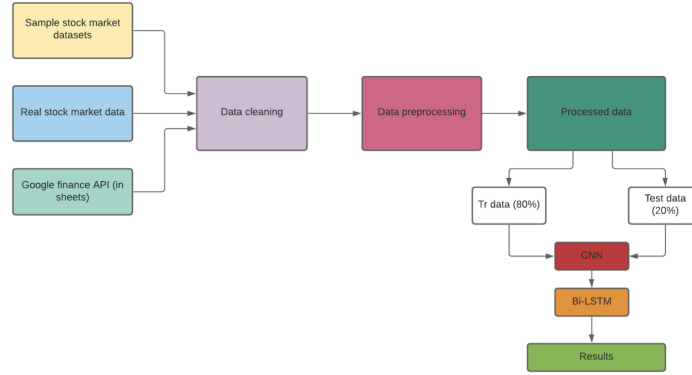 Sample stock market
datasets
Real stock market data
Google finance API (in
sheets)
Data cleaning
Data preprocessing
Processed data
Tr data (80%)
Test data
(20%)
CNN
Bi-LSTM
Results